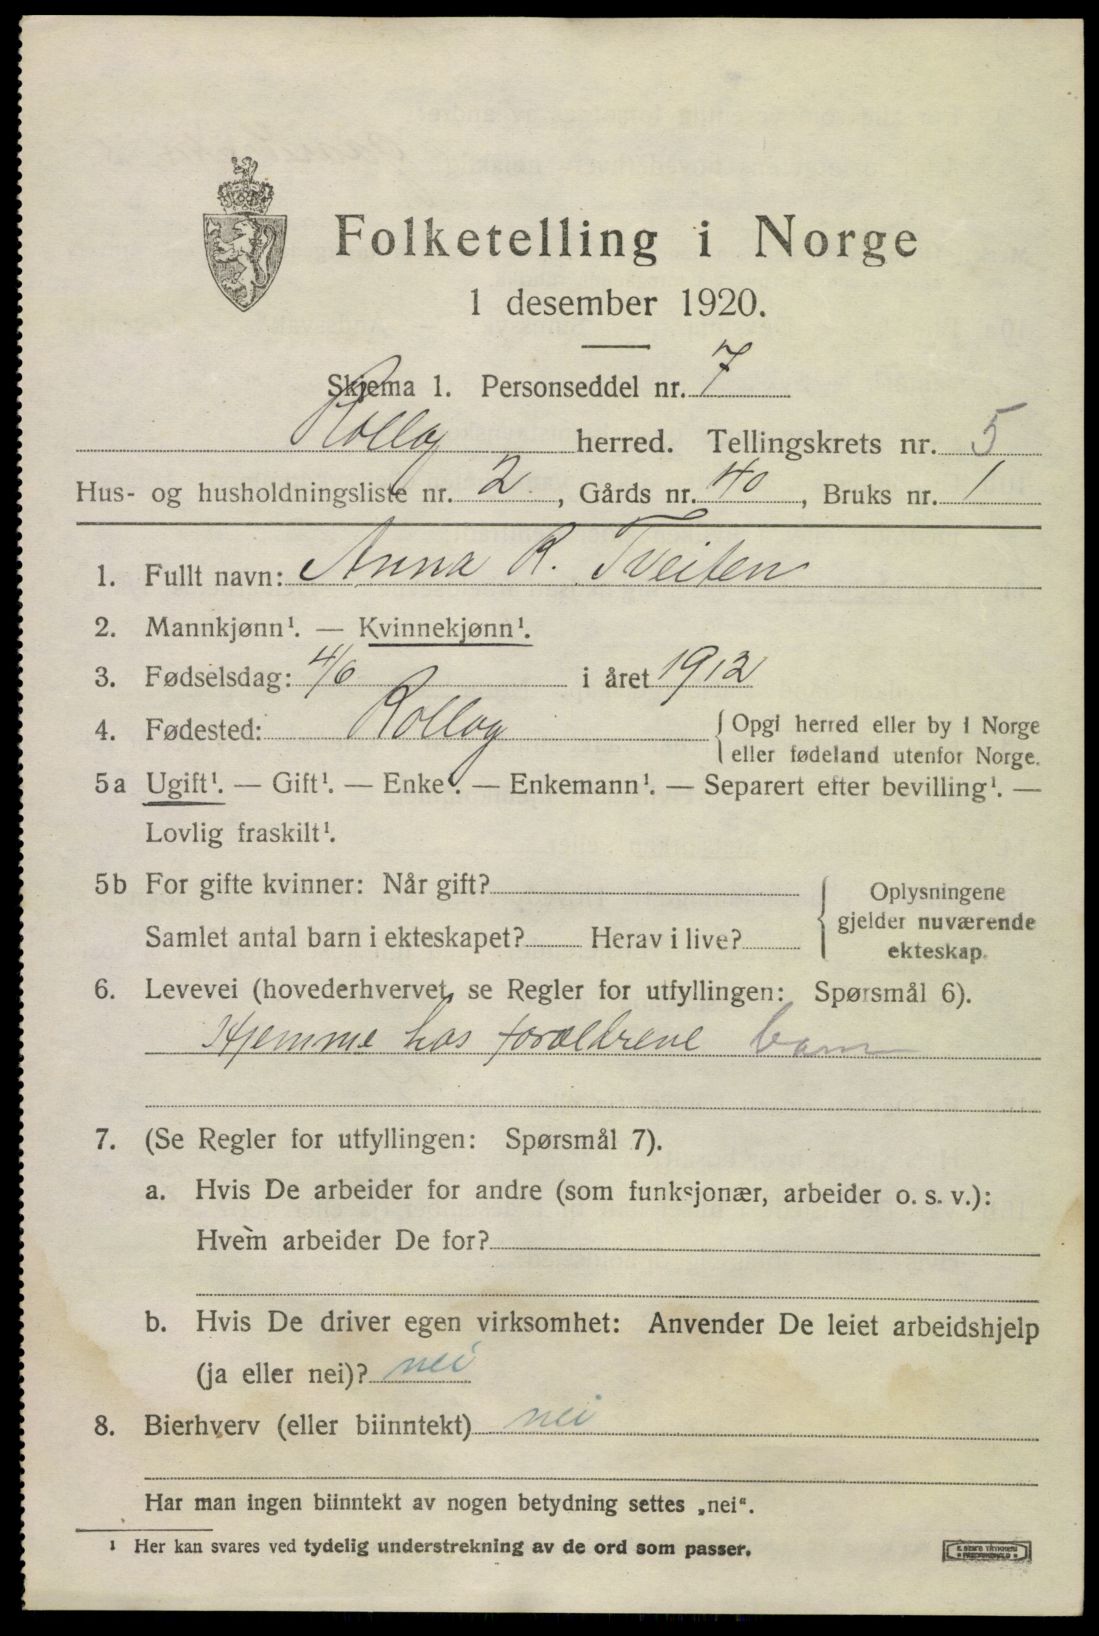 Folketelling i Norge
1 desember 1920.
Skjema 1. Personseddel nr. 7
Rollag herred. Tellingskrets nr. 5
Hus- og husholdningsliste nr. 2, Gårds nr. 40, Bruks nr. 1
1. Fullt navn: Anna R. Tveiten
2. Mannkjønn¹. — Kvinnekjønn¹.
3. Fødselsdag: 4/6 i året 1912
4. Fødested: Rollag { Opgi herred eller by i Norge
eller fødeland utenfor Norge.
5a Ugift¹. — Gift¹. — Enke¹. — Enkemann¹. — Separert efter bevilling¹. —
Lovlig fraskilt¹.
5b For gifte kvinner: Når gift?
Samlet antal barn i ekteskapet? Herav i live?
{ Oplysningene
gjelder nuværende
ekteskap.
6. Levevei (hovederhvervet, se Regler for utfyllingen: Spørsmål 6).
Hjemme hos forældrene barn
7. (Se Regler for utfyllingen: Spørsmål 7).
a. Hvis De arbeider for andre (som funksjonær, arbeider o. s. v.):
Hvem arbeider De for?
b. Hvis De driver egen virksomhet: Anvender De leiet arbeidshjelp
(ja eller nei)? nei
8. Bierhverv (eller biinntekt) nei
Har man ingen biinntekt av nogen betydning settes „nei“.
¹ Her kan svares ved tydelig understrekning av de ord som passer.